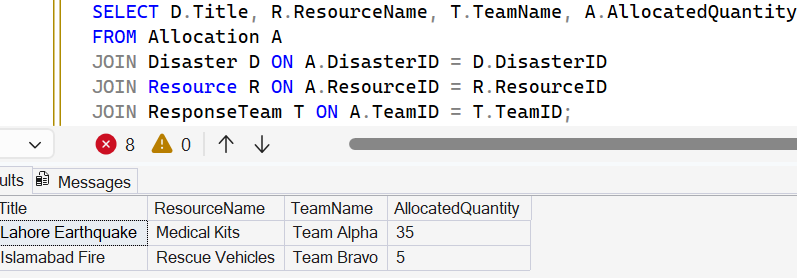 SELECT D.Title, R.ResourceName, T.TeamName, A.AllocatedQuantity
FROM Allocation A
JOIN Disaster D ON A.DisasterID = D.DisasterID
JOIN Resource R ON A.ResourceID = R.ResourceID
JOIN ResponseTeam T ON A.TeamID = T.TeamID;
8 0
ults Messages
Title ResourceName TeamName AllocatedQuantity
Lahore Earthquake Medical Kits Team Alpha 35
Islamabad Fire Rescue Vehicles Team Bravo 5